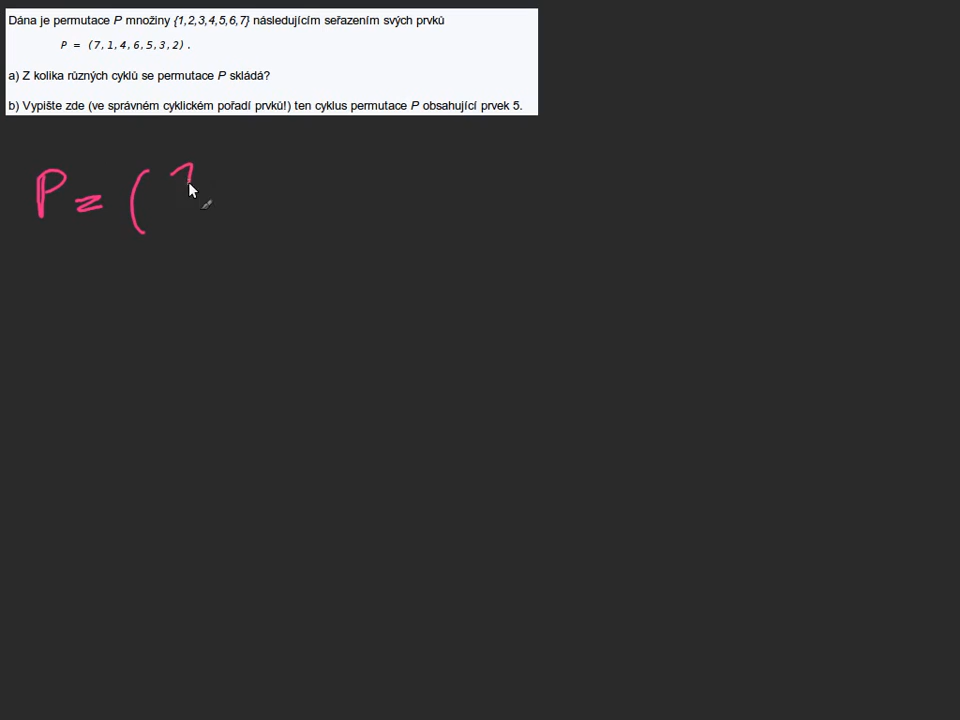 Dána je permutace P množiny {1,2,3,4,5,6,7} následujícím seřazením svých prvků
P = (7,1,4,6,5,3,2).
a) Z kolika různých cyklů se permutace P skládá?
b) Vypište zde (ve správném cyklickém pořadí prvků!) ten cyklus permutace P obsahující prvek 5.
P = (